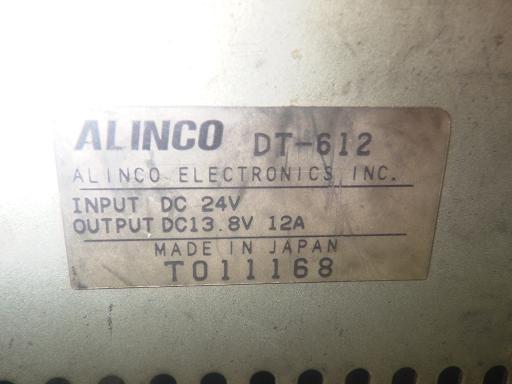 ALINCO DT-612
ALINCO ELECTRONICS INC.
INPUT DC 24V
OUTPUT DC13.8V 12A
MADE IN JAPAN
T011168